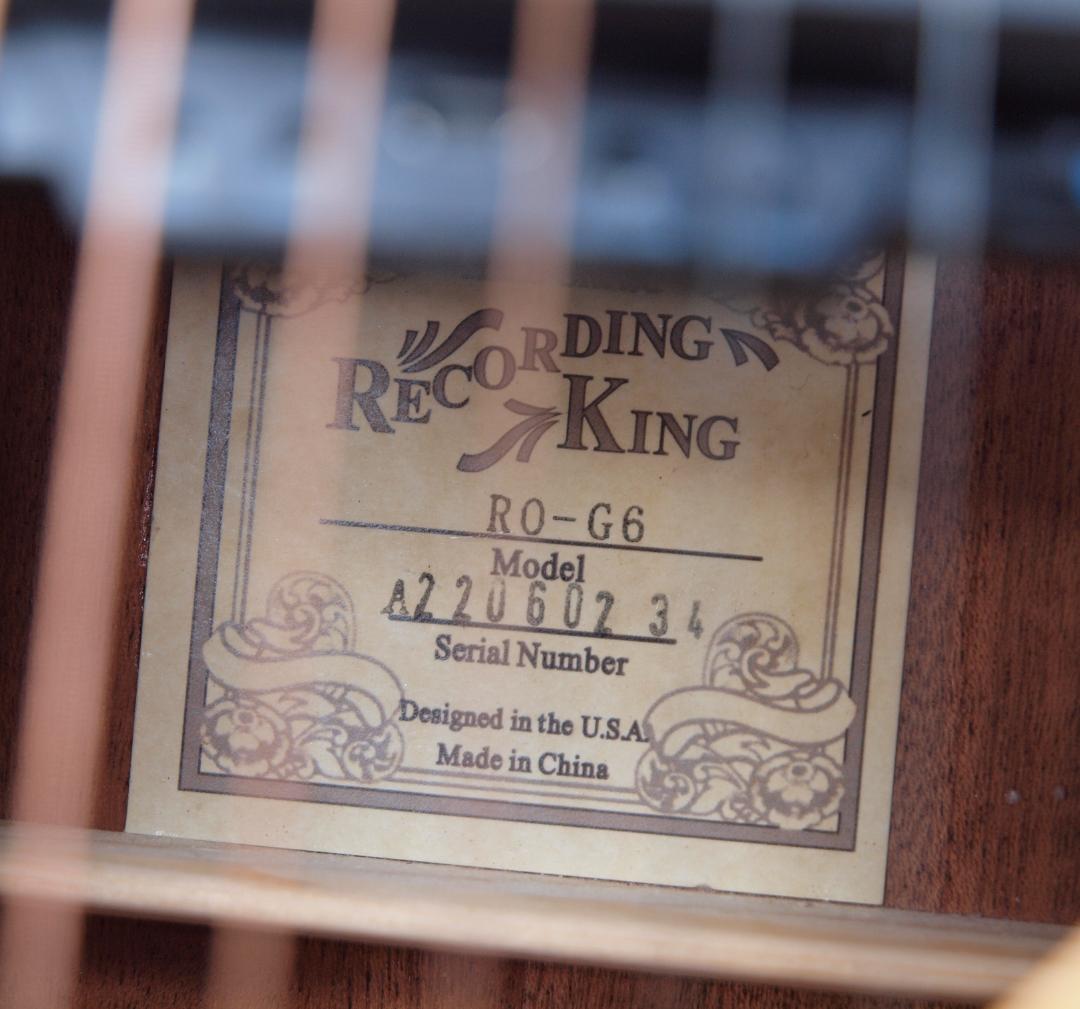 RECORDING
KING
RO-G6
Model
A22060234
Serial Number
Designed in the U.S.A.
Made in China